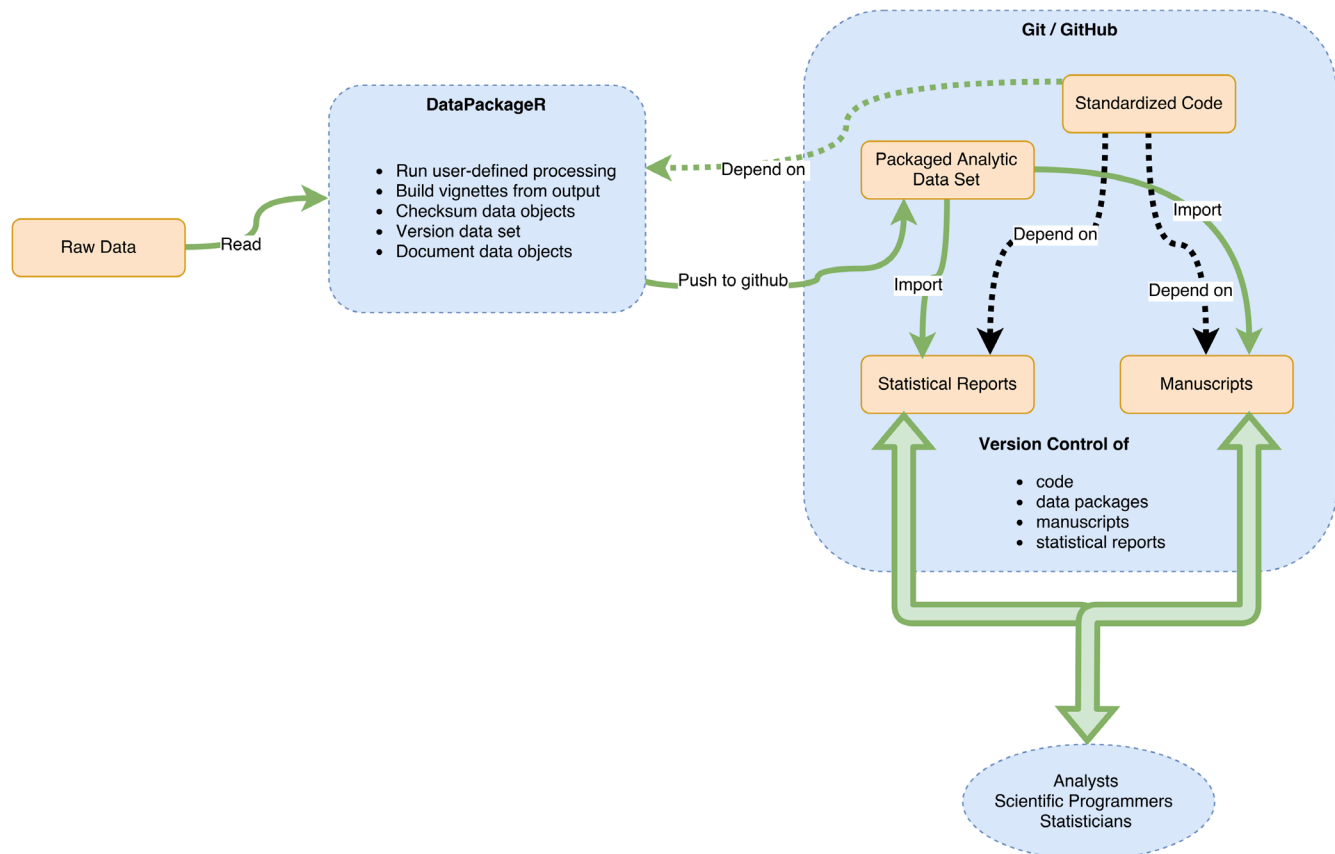 Git / GitHub
Standardized Code
DataPackageR
Run user-defined processing
Build vignettes from output
Checksum data objects
Version data set
Document data objects
Depend on
Packaged Analytic
Data Set
Import
Raw Data
Read
Depend on
Push to github
Import
Depend on
Statistical Reports
Manuscripts
Version Control of
code
data packages
manuscripts
statistical reports
Analysts
Scientific Programmers
Statisticians